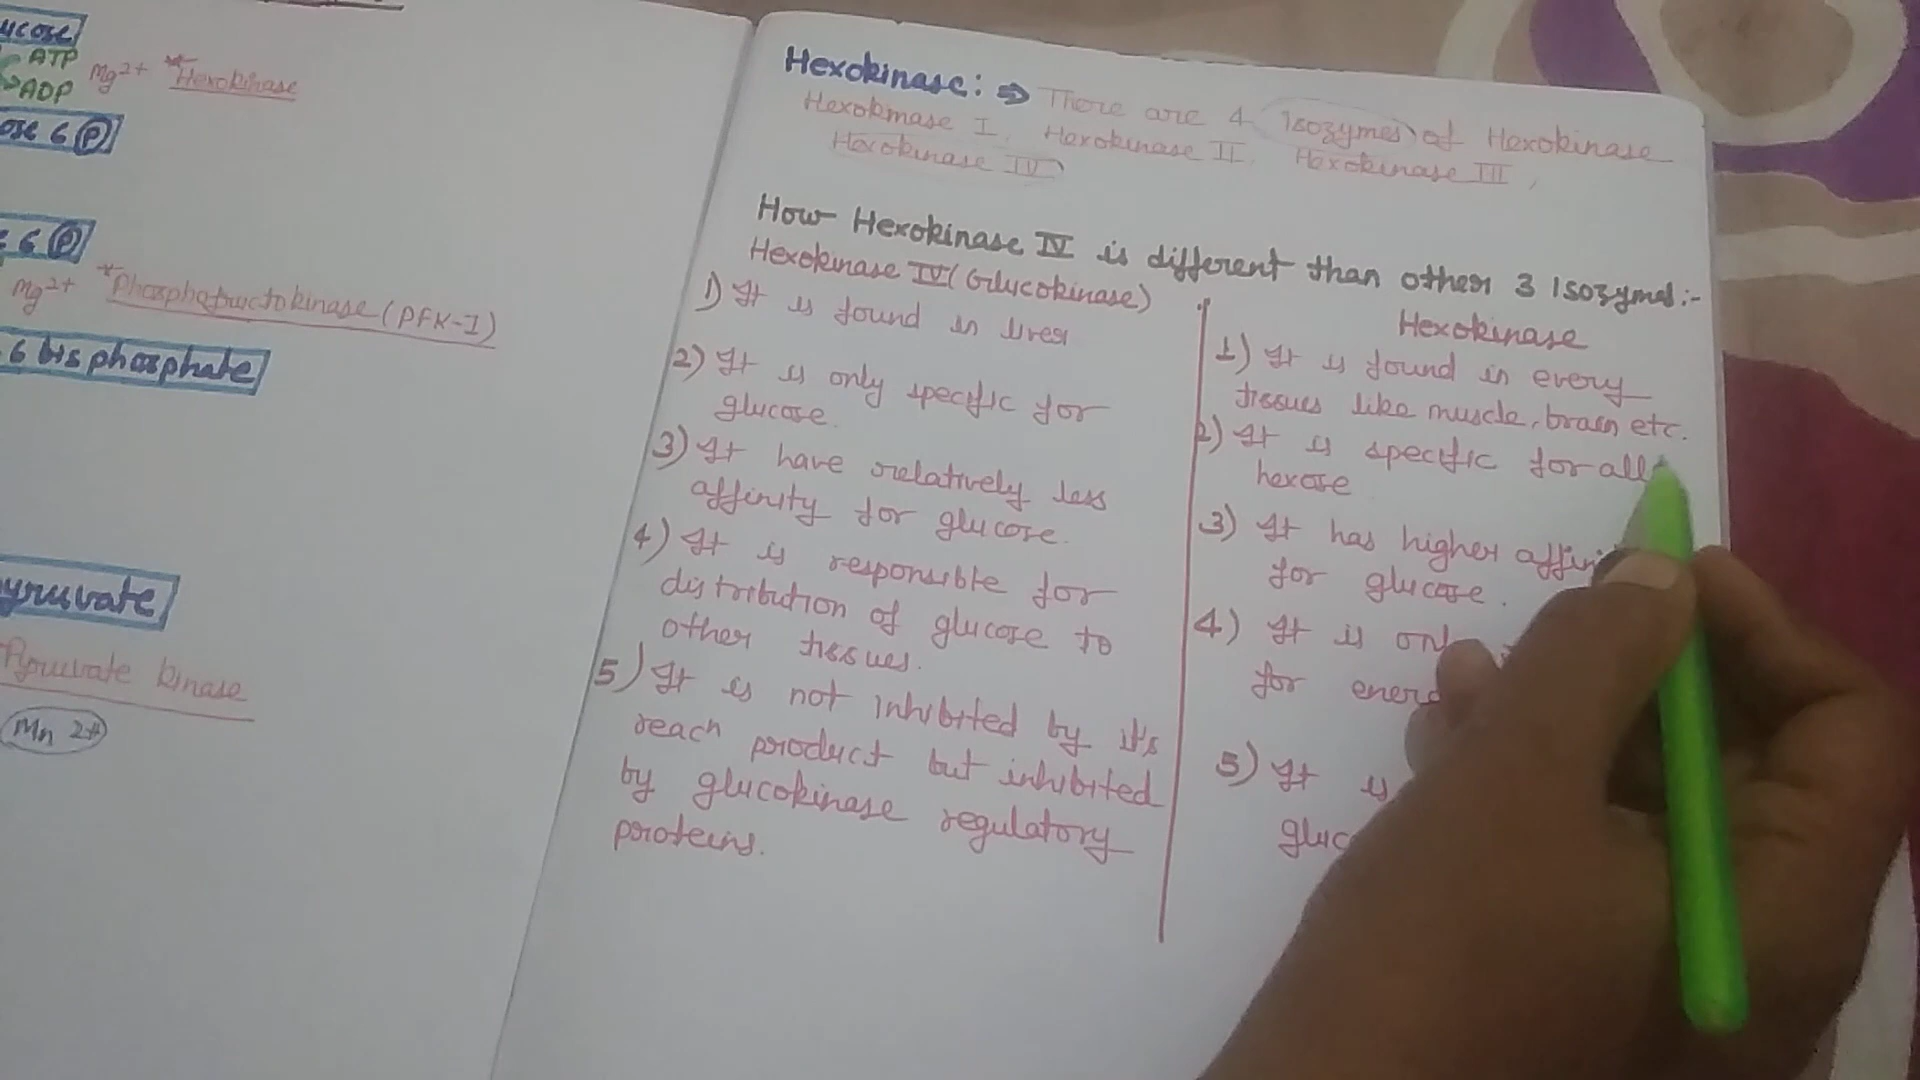 ucose
ATP
ADP
Mg2+ **Hexokinase
ose 6 P
6 P
Mg2+ *Phosphofructokinase (PFK-I)
6 bisphosphate
yruvate
Pyruvate kinase
Mn 2+
Hexokinase: ⇒ There are 4 isozymes of Hexokinase
Hexokinase I, Hexokinase II, Hexokinase III,
Hexokinase IV
How Hexokinase IV is different than other 3 Isozymes:-
Hexokinase IV (Glucokinase)
1) It is found in liver
2) It is only specific for
glucose.
3) It have relatively less
affinity for glucose.
4) It is responsible for
distribution of glucose to
other tissues.
5) It is not inhibited by it's
reach product but inhibited
by glucokinase regulatory
proteins.
Hexokinase
1) It is found in every
tissues like muscle, brain etc.
2) It is specific for all
hexose
3) It has higher affini
for glucose.
4) It is onl
for ener
5) It is
gluc